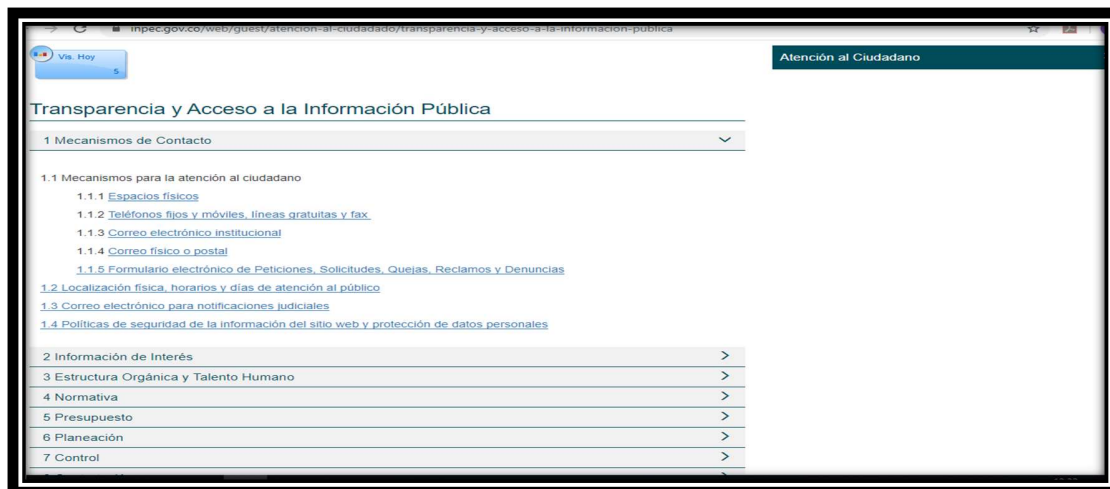 inpec.gov.co/web/guest/atencion-al-ciudadado/transparencia-y-acceso-a-la-informacion-publica
Vis. Hoy
5
Atención al Ciudadano
Transparencia y Acceso a la Información Pública
1 Mecanismos de Contacto
1.1 Mecanismos para la atención al ciudadano
1.1.1 Espacios físicos
1.1.2 Teléfonos fijos y móviles, líneas gratuitas y fax
1.1.3 Correo electrónico institucional
1.1.4 Correo físico o postal
1.1.5 Formulario electrónico de Peticiones, Solicitudes, Quejas, Reclamos y Denuncias
1.2 Localización física, horarios y días de atención al público
1.3 Correo electrónico para notificaciones judiciales
1.4 Políticas de seguridad de la información del sitio web y protección de datos personales
2 Información de Interés
3 Estructura Orgánica y Talento Humano
4 Normativa
5 Presupuesto
6 Planeación
7 Control